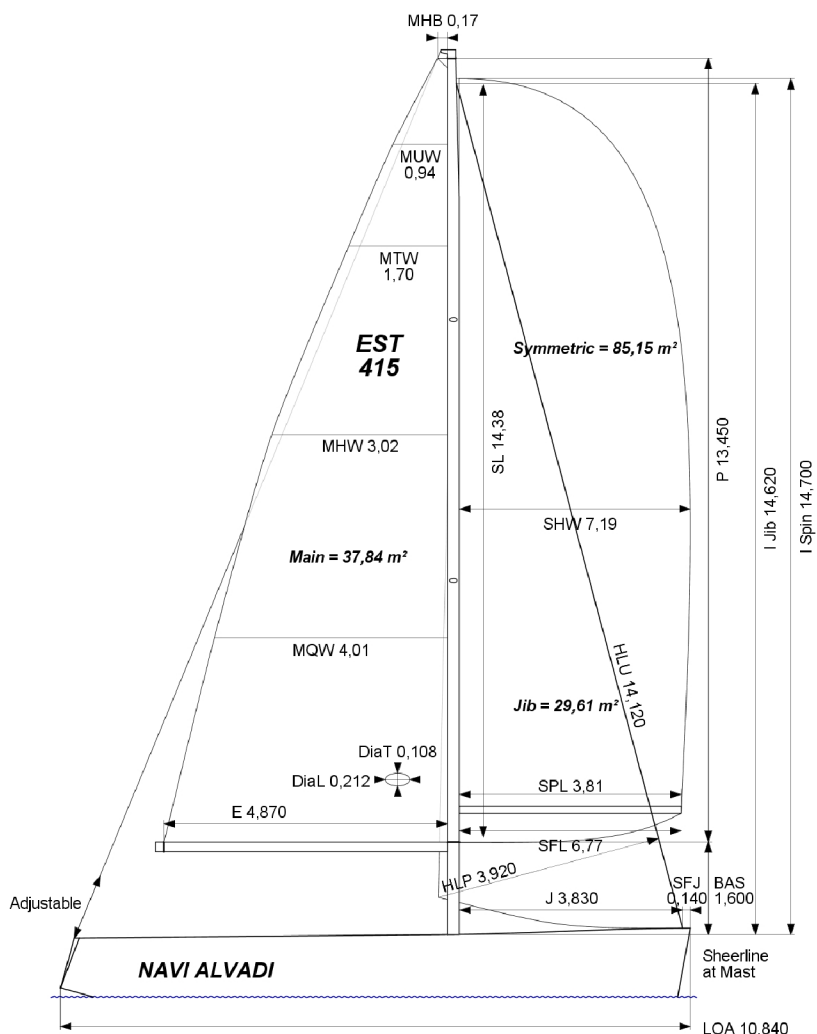 MHB 0,17
MUW
0,94
MTW
1,70
EST
415
Symmetric = 85,15 m²
SL 14,38
P 13,450
I Jib 14,620
I Spin 14,700
MHW 3,02
SHW 7,19
Main = 37,84 m²
MQW 4,01
HLU 14,120
Jib = 29,61 m²
DiaT 0,108
DiaL 0,212
SPL 3,81
E 4,870
SFL 6,77
HLP 3,920
SFJ
0,140
BAS
1,600
J 3,830
Adjustable
Sheerline
at Mast
NAVI ALVADI
LOA 10,840